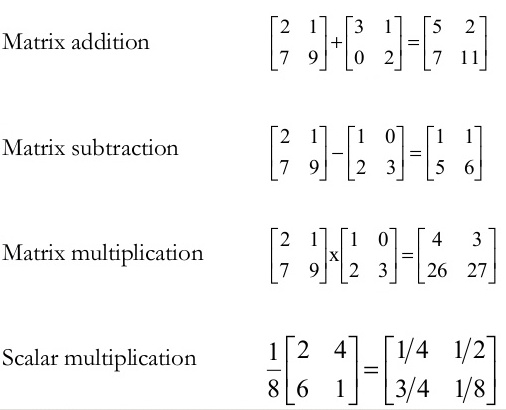 Matrix addition [2 1 7 9] + [3 1 0 2] = [5 2 7 11]
Matrix subtraction [2 1 7 9] − [1 0 2 3] = [1 1 5 6]
Matrix multiplication [2 1 7 9] x [1 0 2 3] = [4 3 26 27]
Scalar multiplication 1/8 [2 4 6 1] = [1/4 1/2 3/4 1/8]